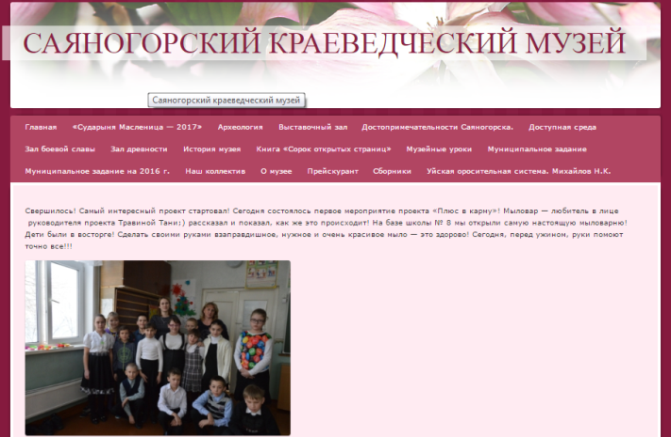 САЯНОГОРСКИЙ КРАЕВЕДЧЕСКИЙ МУЗЕЙ
Саяногорский краеведческий музей
Главная «Сударыня Масленица — 2017» Археология Выставочный зал Достопримечательности Саяногорска. Доступная среда
Зал боевой славы Зал древности История музея Книга «Сорок открытых страниц» Музейные уроки Муниципальное задание
Муниципальное задание на 2016 г. Наш коллектив О музее Прейскурант Сборники Уйская оросительная система. Михайлов Н.К.
Свершилось! Самый интересный проект стартовал! Сегодня состоялось первое мероприятие проекта «Плюс в карму»! Мыловар — любитель в лице
руководителя проекта Травиной Тани:) рассказал и показал, как же это происходит! На базе школы № 8 мы открыли самую настоящую мыловарню!
Дети были в восторге! Сделать своими руками взаправдишное, нужное и очень красивое мыло — это здорово! Сегодня, перед ужином, руки помоют
точно все!!!